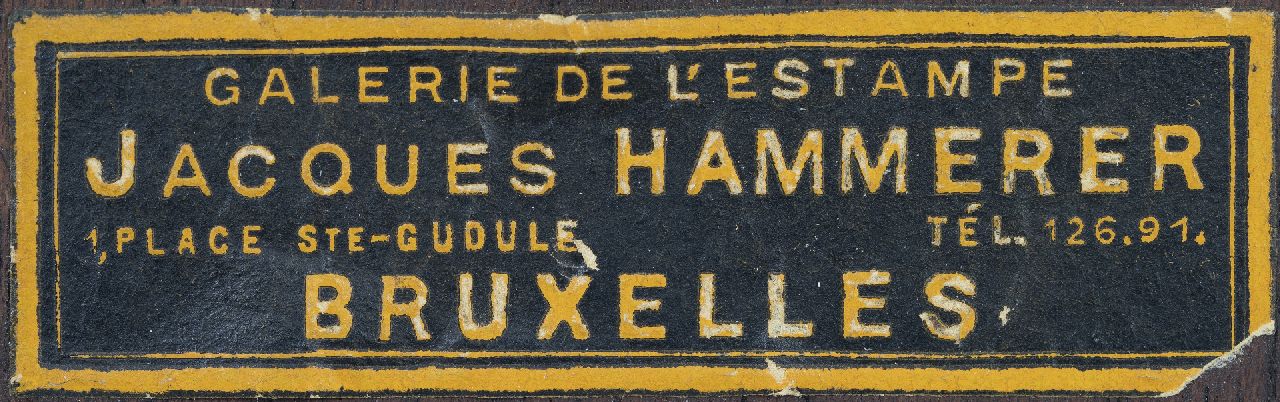 GALERIE DE L'ESTAMPE
JACQUES HAMMERER
1, PLACE STE-GUDULE TÉL. 126.91.
BRUXELLES